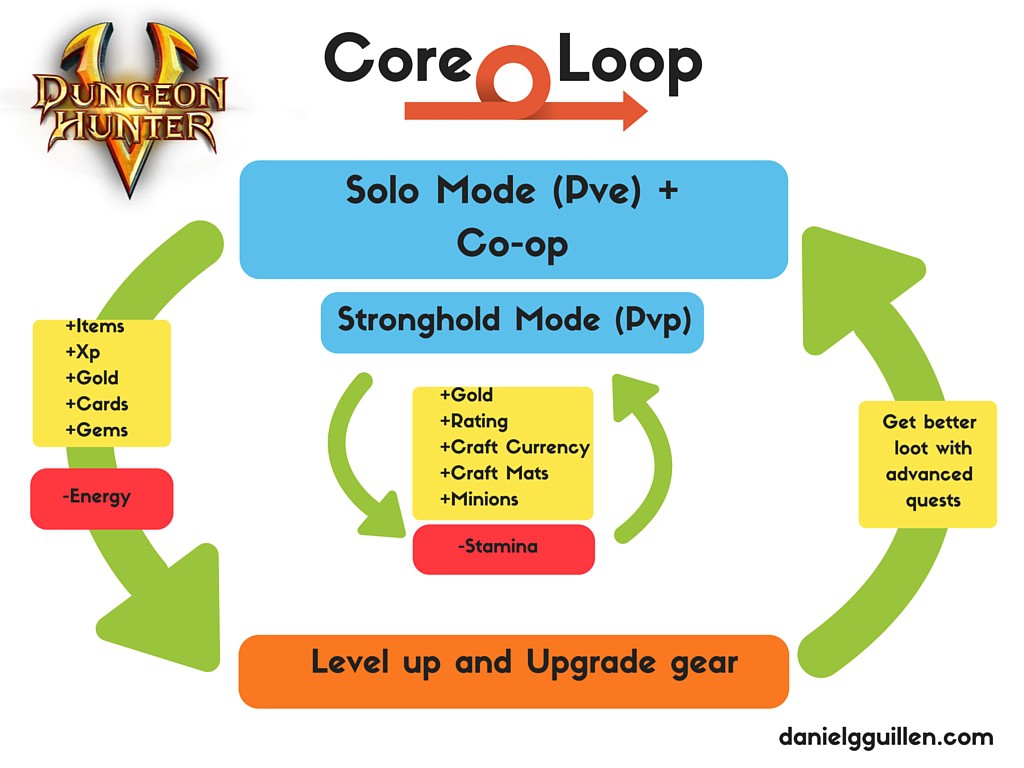 Dungeon
Hunter
Core Loop
Solo Mode (Pve) +
Co-op
Stronghold Mode (Pvp)
+Items
+Xp
+Gold
+Cards
+Gems
-Energy
+Gold
+Rating
+Craft Currency
+Craft Mats
+Minions
-Stamina
Get better
loot with
advanced
quests
Level up and Upgrade gear
danielgguillen.com